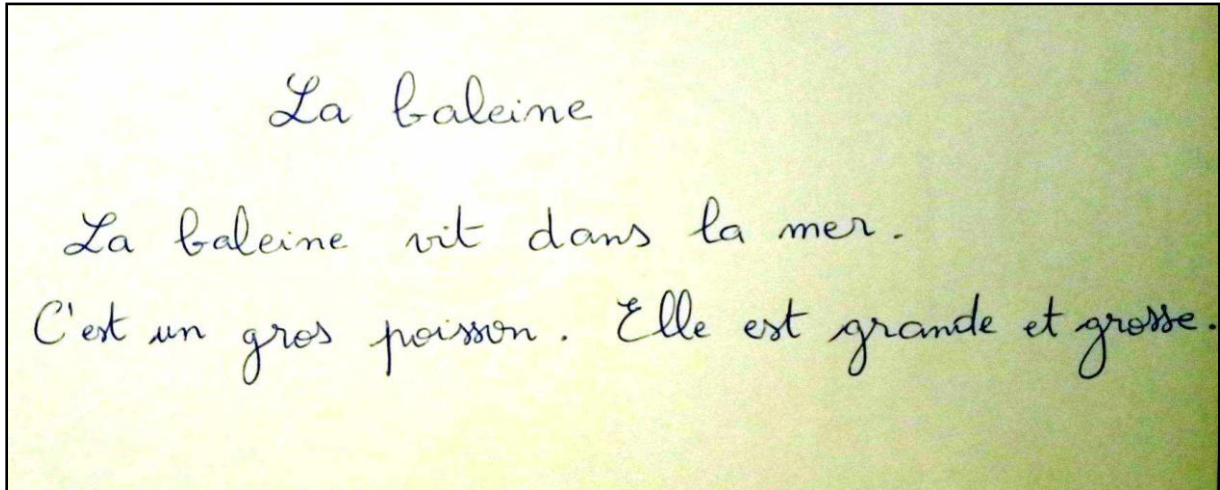 La baleine
La baleine vit dans la mer.
C'est un gros poisson. Elle est grande et grosse.